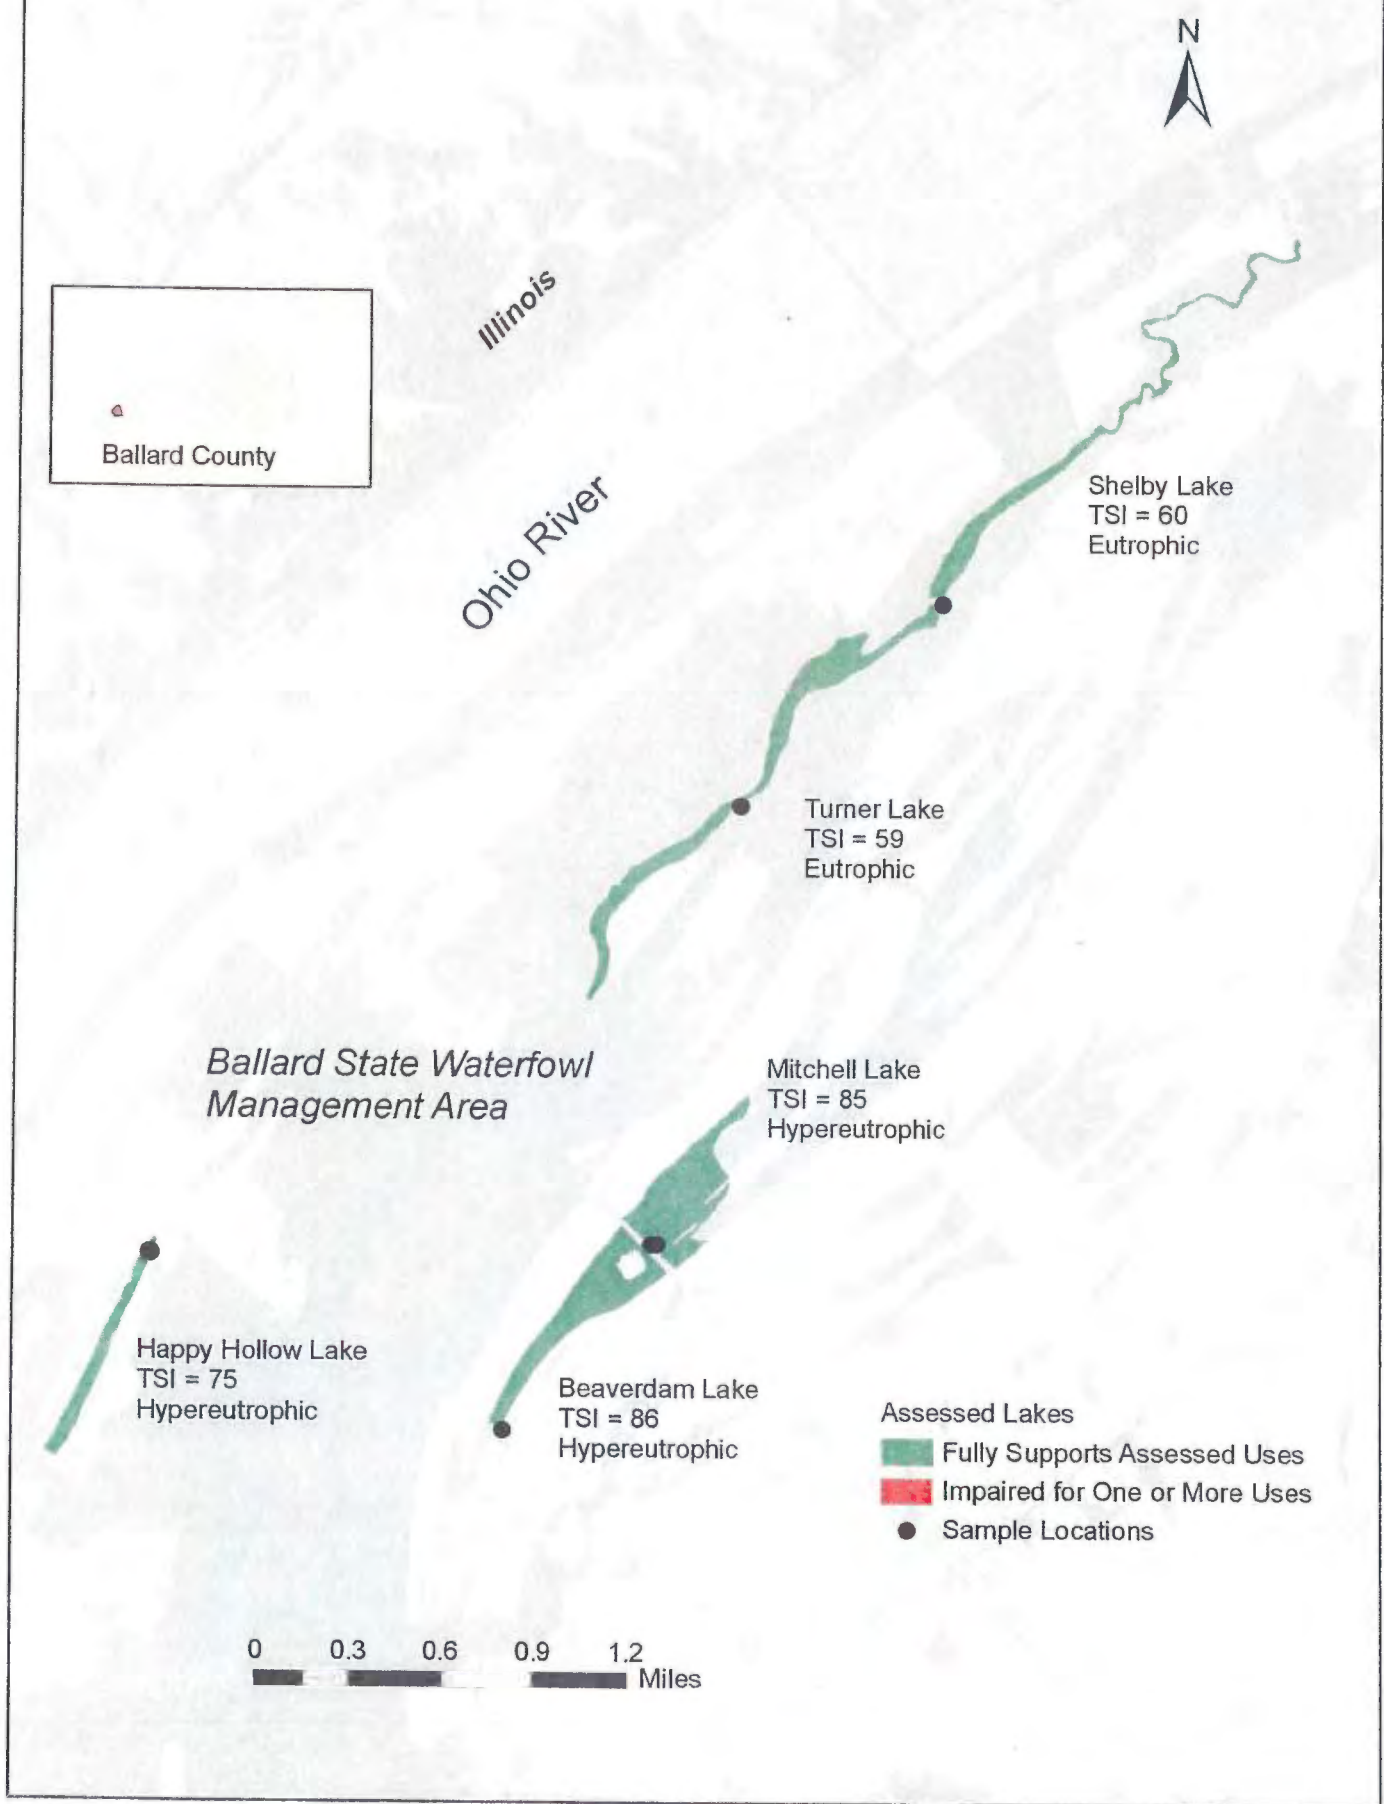 N
Illinois
Ballard County
Ohio River
Shelby Lake
TSI = 60
Eutrophic
Turner Lake
TSI = 59
Eutrophic
Ballard State Waterfowl
Management Area
Mitchell Lake
TSI = 85
Hypereutrophic
Happy Hollow Lake
TSI = 75
Hypereutrophic
Beaverdam Lake
TSI = 86
Hypereutrophic
Assessed Lakes
Fully Supports Assessed Uses
Impaired for One or More Uses
Sample Locations
0 0.3 0.6 0.9 1.2
Miles